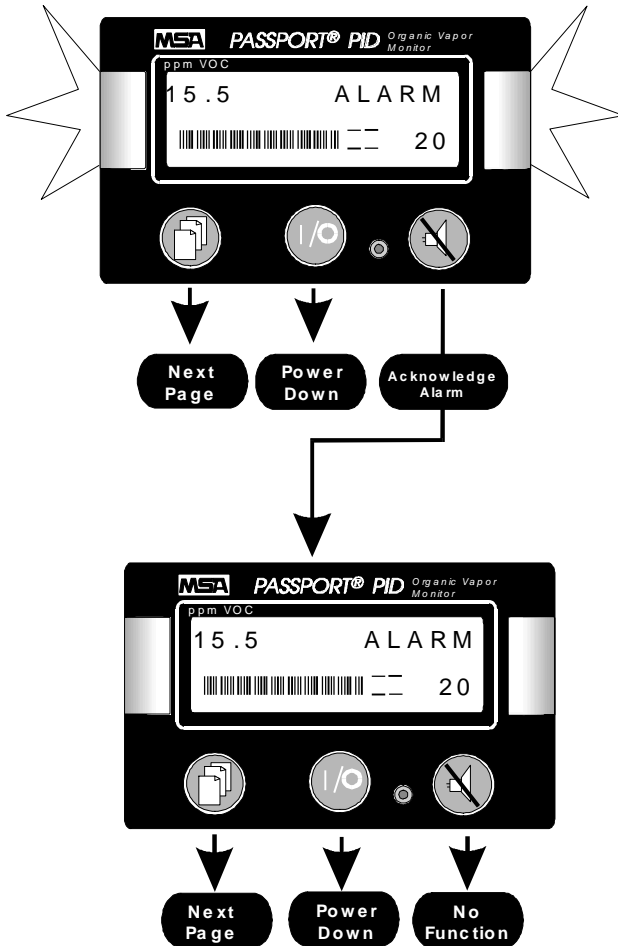 MSA PASSPORT® PID Organic Vapor Monitor
ppm VOC
15.5 ALARM
20
I/O
Next Page
Power Down
Acknowledge Alarm
MSA PASSPORT® PID Organic Vapor Monitor
ppm VOC
15.5 ALARM
20
I/O
Next Page
Power Down
No Function